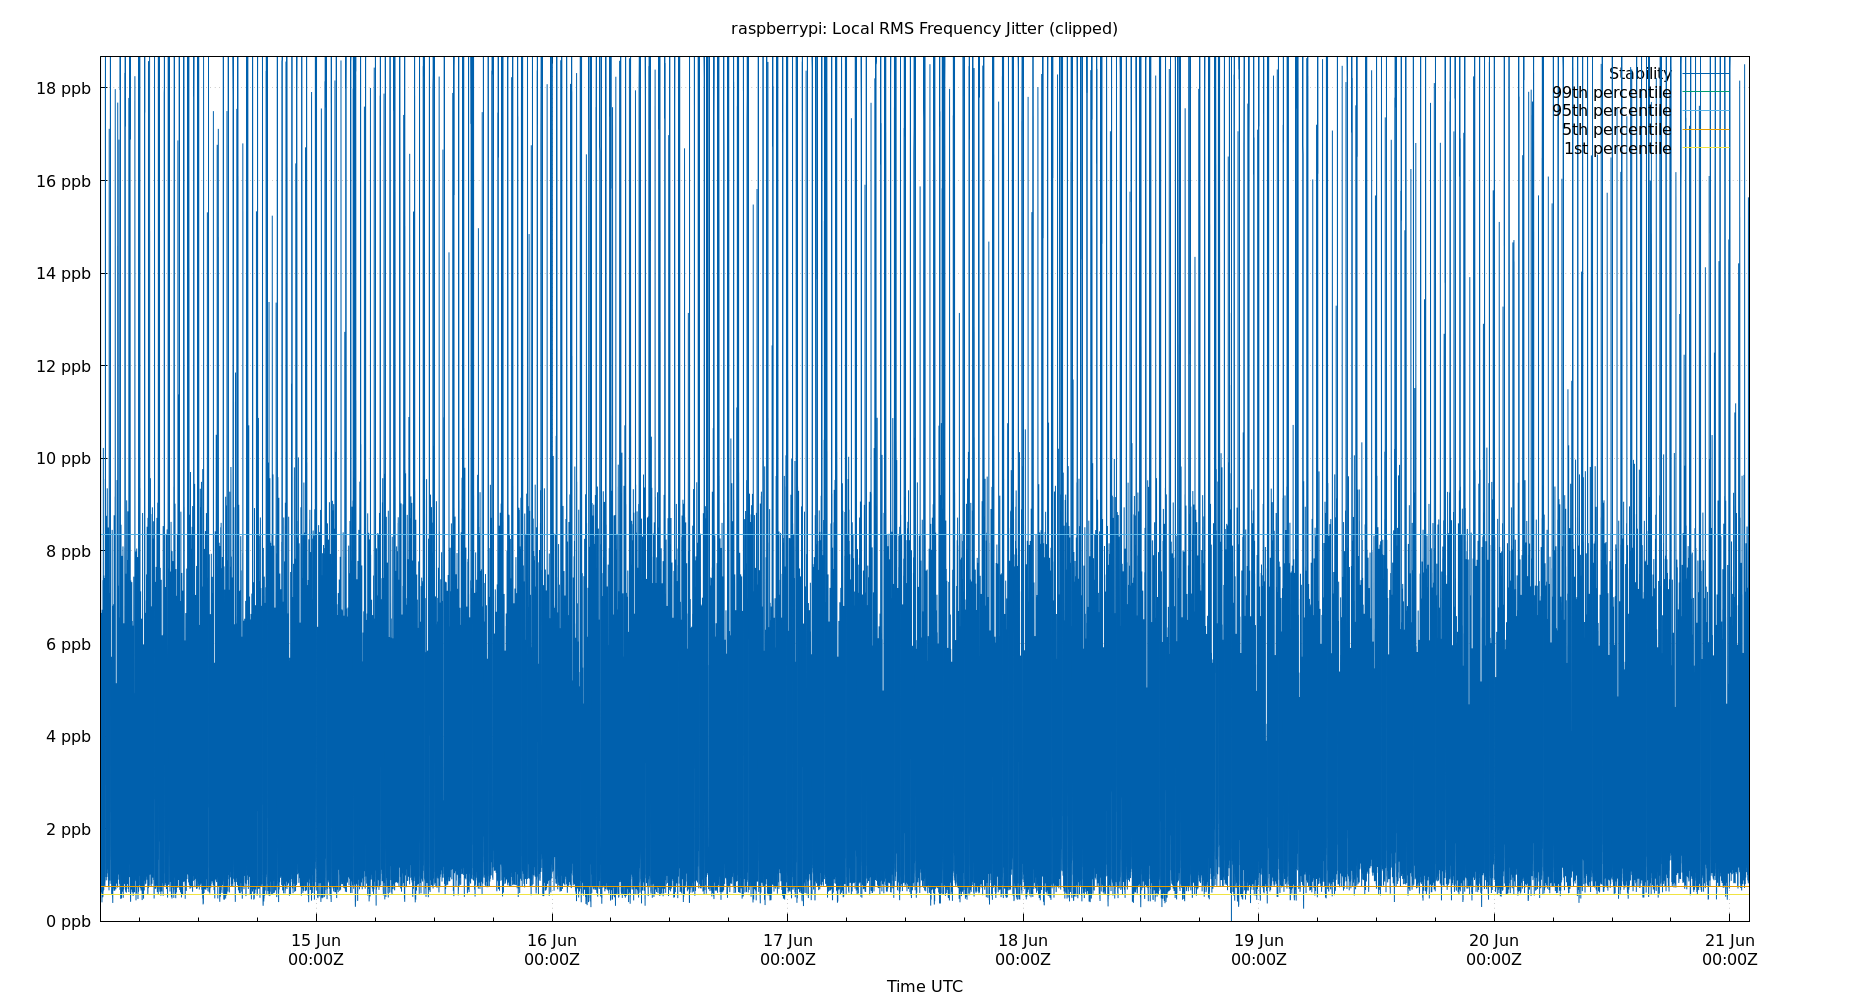 raspberrypi: Local RMS Frequency Jitter (clipped)
18 ppb
16 ppb
14 ppb
12 ppb
10 ppb
8 ppb
6 ppb
4 ppb
2 ppb
0 ppb
Stability
99th percentile
95th percentile
5th percentile
1st percentile
15 Jun 16 Jun 17 Jun 18 Jun 19 Jun 20 Jun 21 Jun
00:00Z 00:00Z 00:00Z 00:00Z 00:00Z 00:00Z 00:00Z
Time UTC